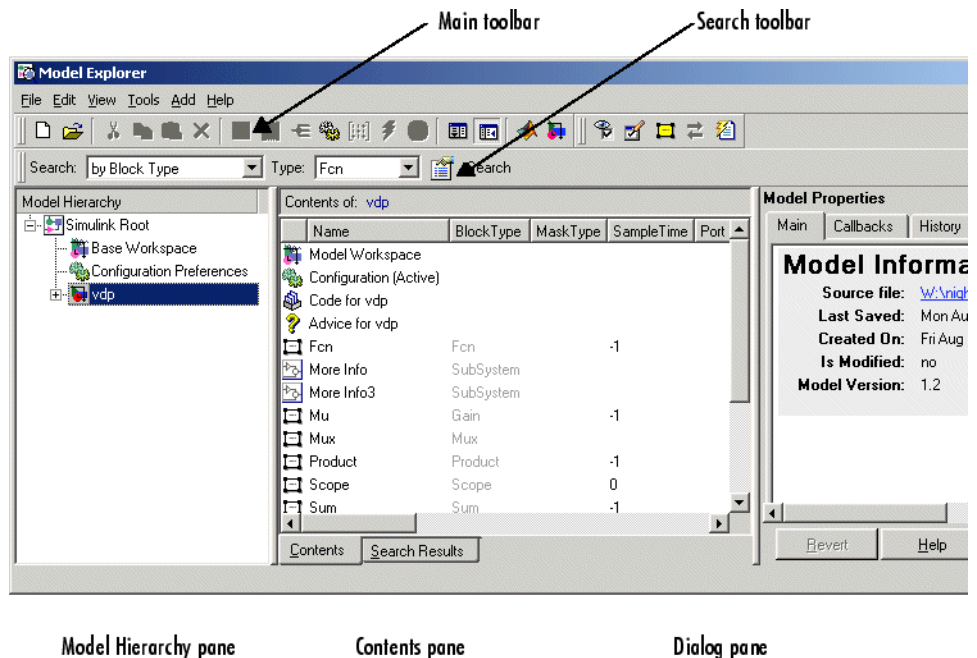 Main toolbar
Search toolbar
Model Explorer
File Edit View Tools Add Help
Search: by Block Type Type: Fcn Search
Model Hierarchy
Simulink Root
Base Workspace
Configuration Preferences
vdp
Contents of: vdp
Name BlockType MaskType SampleTime Port
Model Workspace
Configuration (Active)
Code for vdp
Advice for vdp
Fcn Fcn -1
More Info SubSystem
More Info3 SubSystem
Mu Gain -1
Mux Mux
Product Product -1
Scope Scope 0
Sum Sum -1
Contents Search Results
Model Properties
Main Callbacks History
Model Informa
Source file: W:\nigh
Last Saved: Mon Au
Created On: Fri Aug
Is Modified: no
Model Version: 1.2
Revert Help
Model Hierarchy pane Contents pane Dialog pane